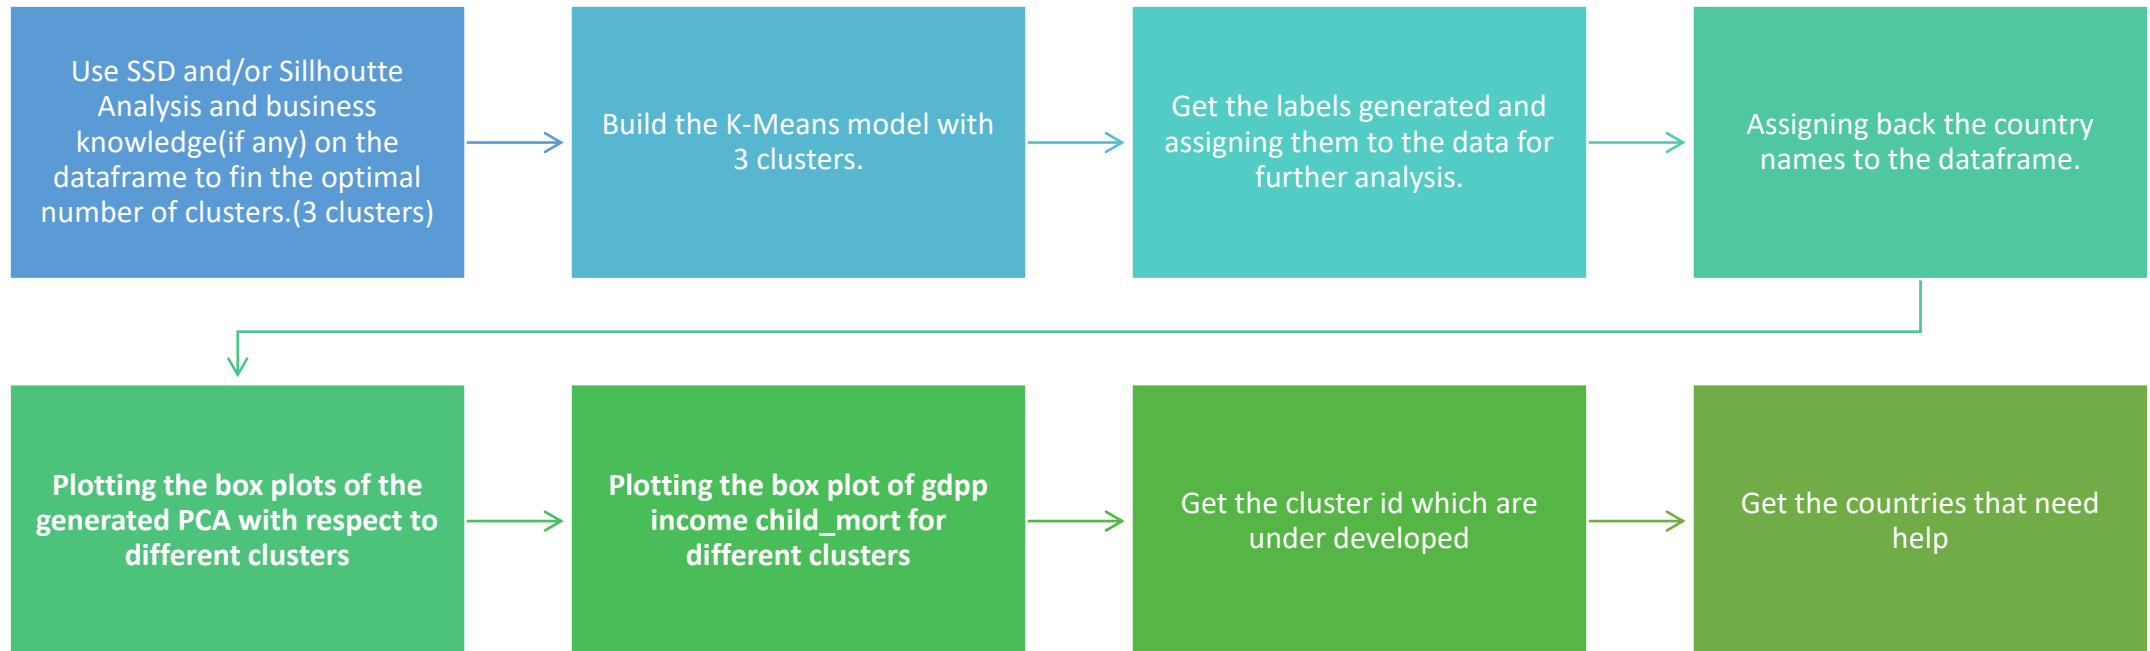 Use SSD and/or Sillhoutte
Analysis and business
knowledge(if any) on the
dataframe to fin the optimal
number of clusters.(3 clusters)
Build the K-Means model with
3 clusters.
Get the labels generated and
assigning them to the data for
further analysis.
Assigning back the country
names to the dataframe.
Plotting the box plots of the
generated PCA with respect to
different clusters
Plotting the box plot of gdpp
income child_mort for
different clusters
Get the cluster id which are
under developed
Get the countries that need
help